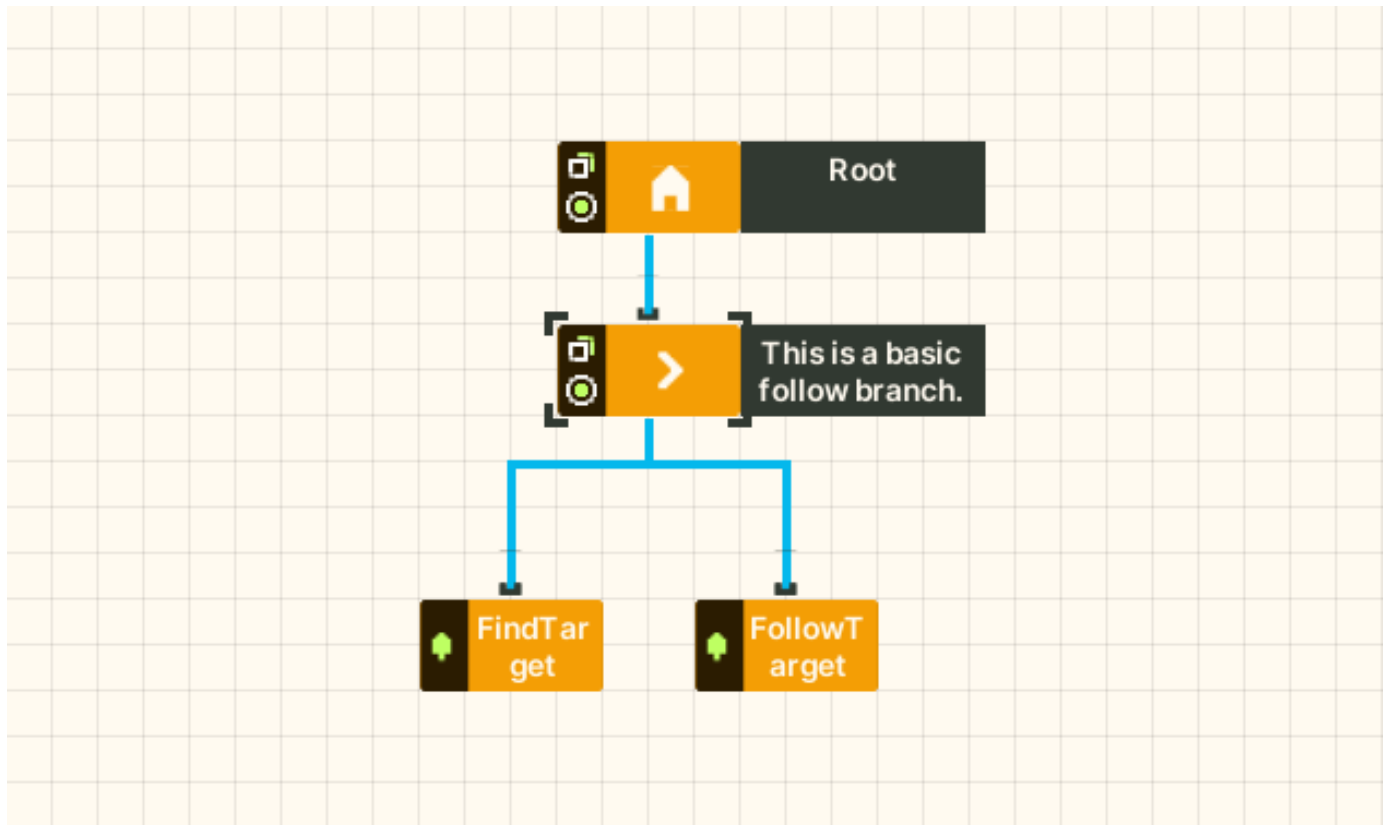 Root
This is a basic
follow branch.
FindTar
get
FollowT
arget